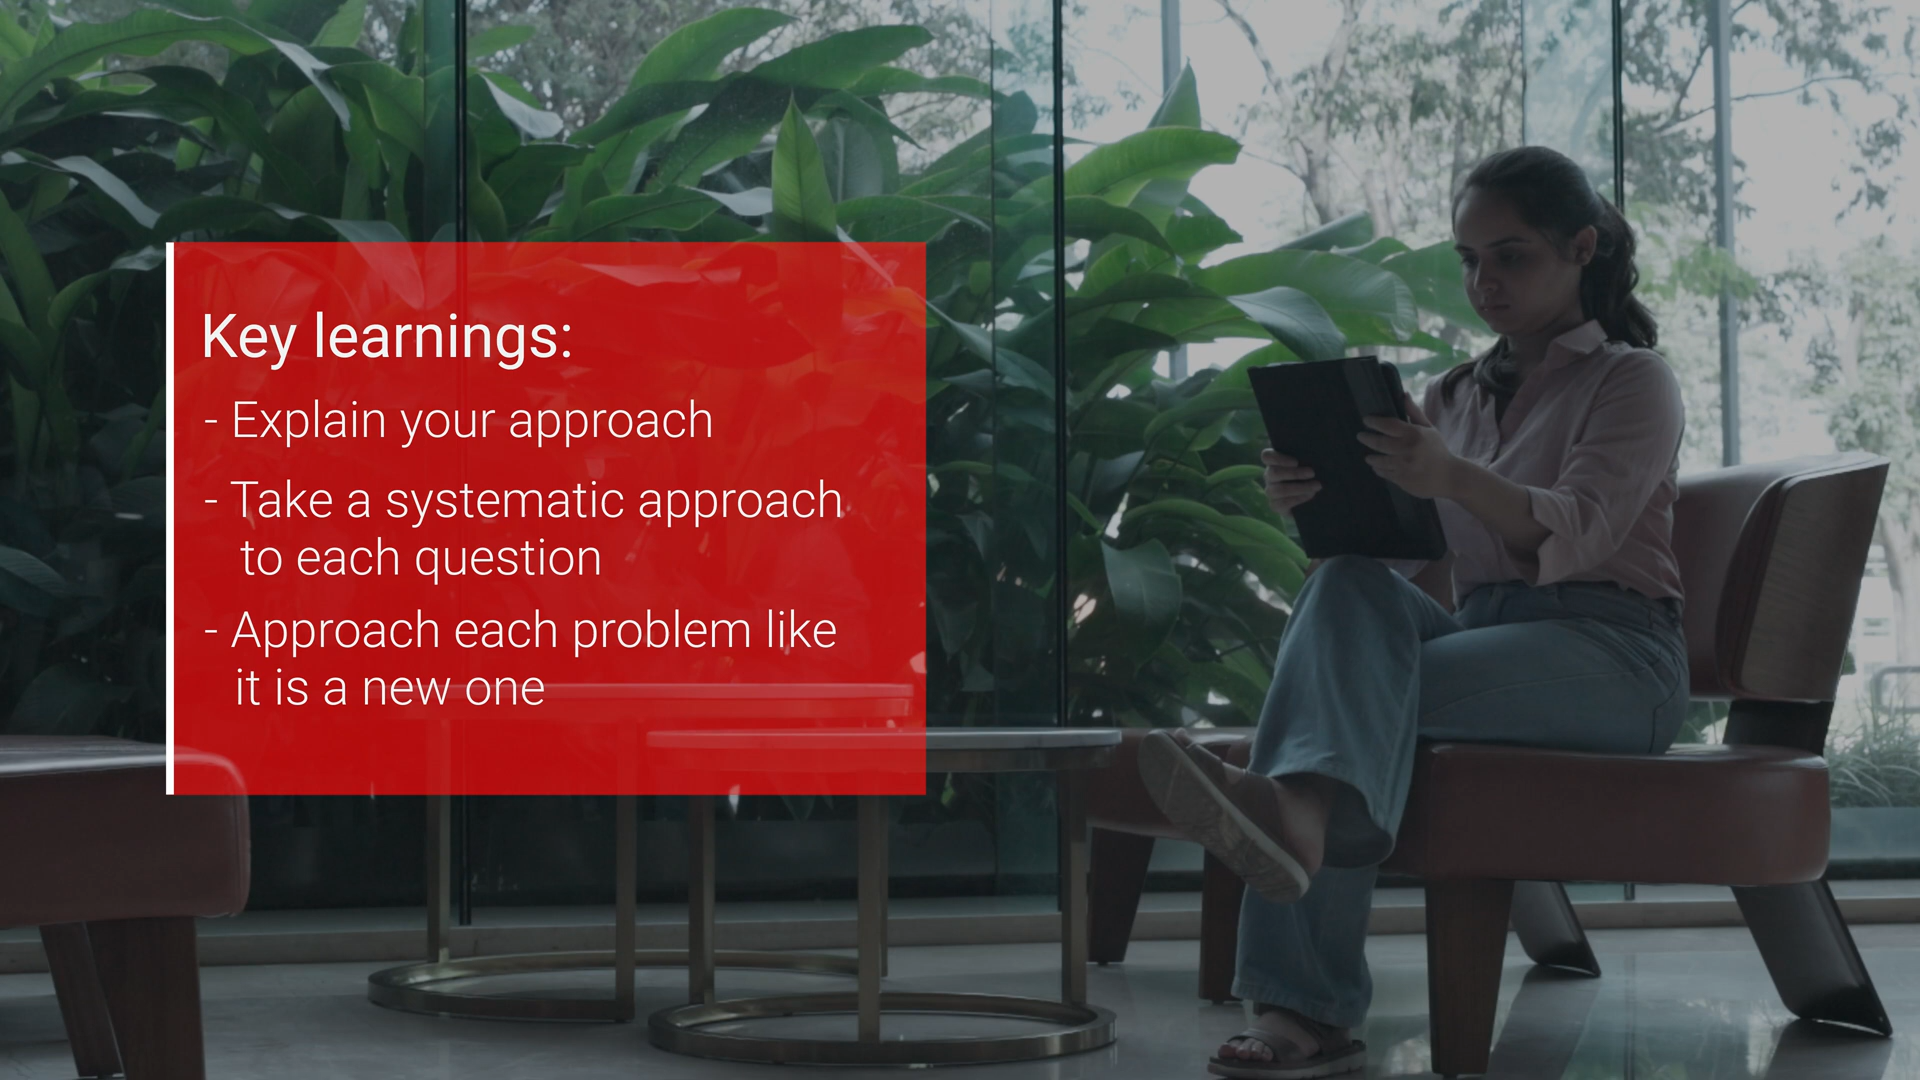 Key learnings:
- Explain your approach
- Take a systematic approach
to each question
- Approach each problem like
it is a new one